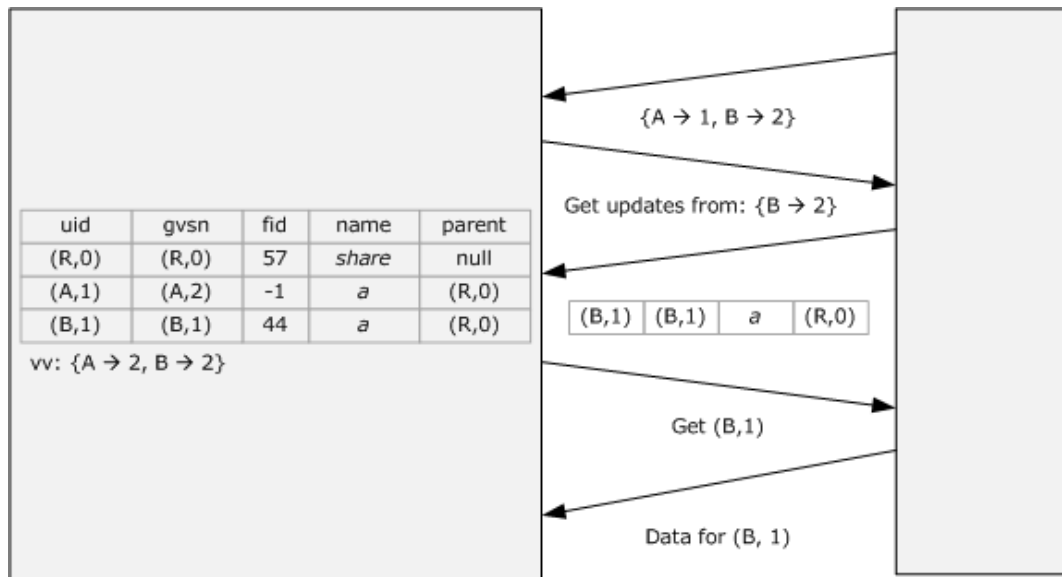 {A → 1, B → 2}
Get updates from: {B → 2}
uid gvsn fid name parent
(R,0) (R,0) 57 share null
(A,1) (A,2) -1 a (R,0)
(B,1) (B,1) 44 a (R,0)
vv: {A → 2, B → 2}
(B,1) (B,1) a (R,0)
Get (B,1)
Data for (B, 1)